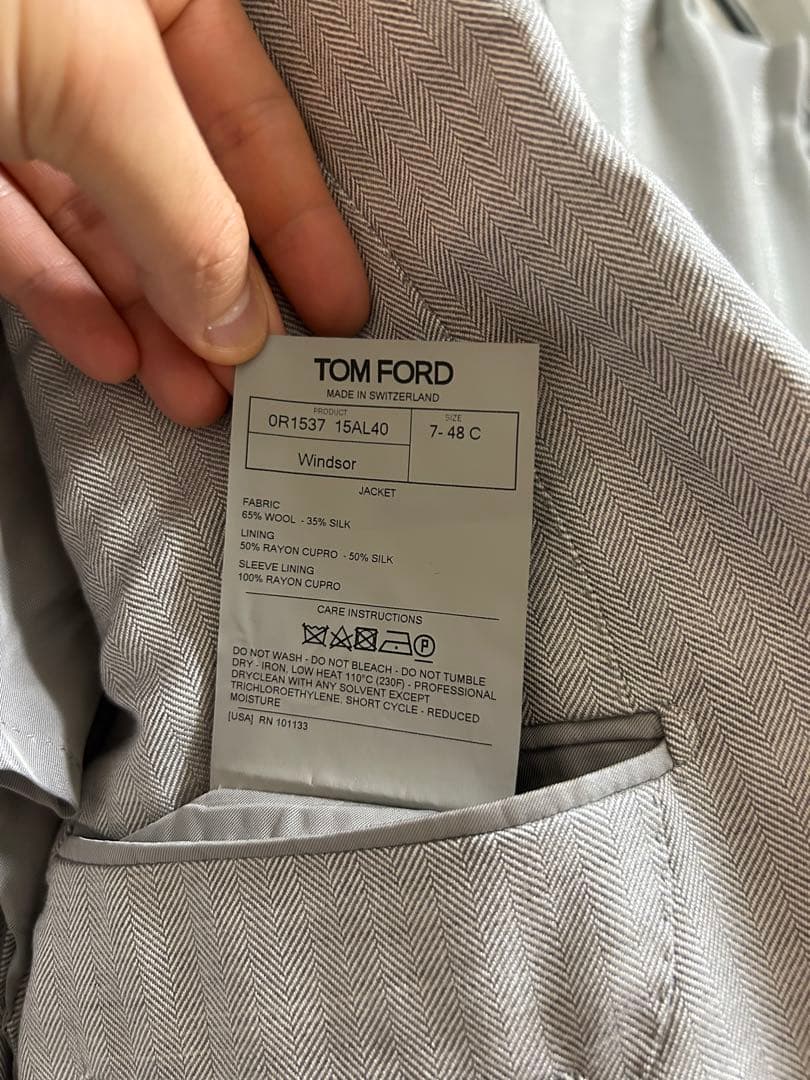 TOM FORD
MADE IN SWITZERLAND
PRODUCT
0R1537 15AL40
SIZE
7- 48 C
Windsor
JACKET
FABRIC
65% WOOL - 35% SILK
LINING
50% RAYON CUPRO - 50% SILK
SLEEVE LINING
100% RAYON CUPRO
CARE INSTRUCTIONS
P
DO NOT WASH - DO NOT BLEACH - DO NOT TUMBLE
DRY - IRON, LOW HEAT 110°C (230F) - PROFESSIONAL
DRYCLEAN WITH ANY SOLVENT EXCEPT
TRICHLOROETHYLENE, SHORT CYCLE - REDUCED
MOISTURE
[USA] RN 101133